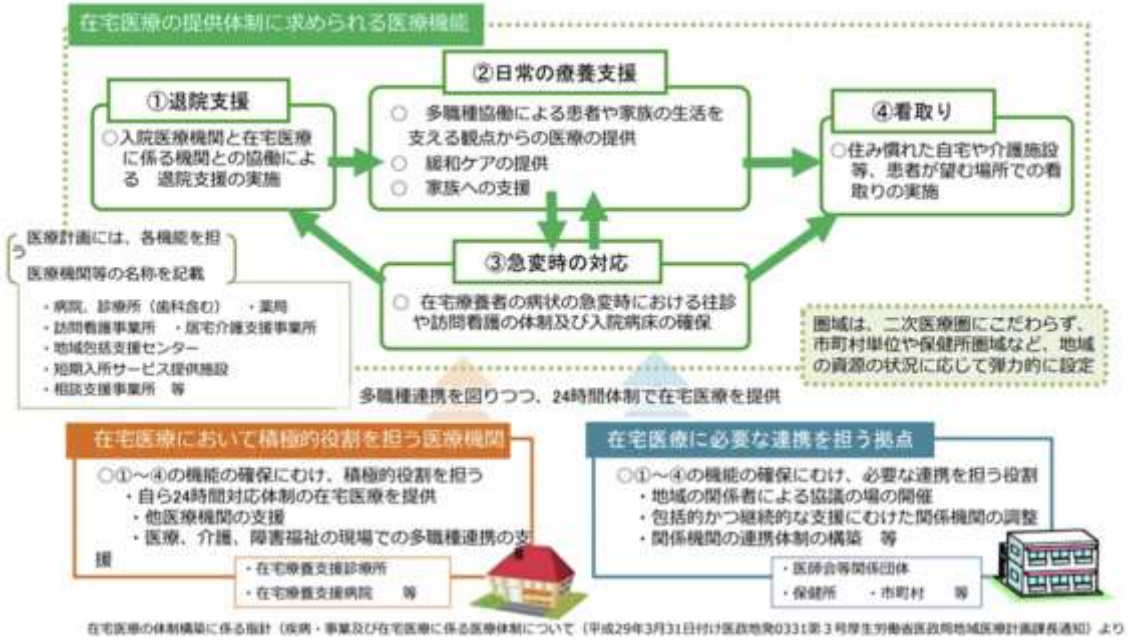 在宅医療の提供体制に求められる医療機能
①退院支援
○入院医療機関と在宅医療
に係る機関との協働によ
る　退院支援の実施
②日常の療養支援
○　多職種協働による患者や家族の生活を
支える観点からの医療の提供
○　緩和ケアの提供
○　家族への支援
④看取り
○住み慣れた自宅や介護施設
等、患者が望む場所での看
取りの実施
③急変時の対応
○　在宅療養者の病状の急変時における往診
や訪問看護の体制及び入院病床の確保
医療計画には、各機能を担
う
医療機関等の名称を記載
・病院、診療所（歯科含む）　・薬局
・訪問看護事業所　・居宅介護支援事業所
・地域包括支援センター
・短期入所サービス提供施設
・相談支援事業所　等
圏域は、二次医療圏にこだわらず、
市町村単位や保健所圏域など、地域
の資源の状況に応じて弾力的に設定
多職種連携を図りつつ、24時間体制で在宅医療を提供
在宅医療において積極的役割を担う医療機関
○①～④の機能の確保にむけ、積極的役割を担う
・自ら24時間対応体制の在宅医療を提供
・他医療機関の支援
・医療、介護、障害福祉の現場での多職種連携の支
援
・在宅療養支援診療所
・在宅療養支援病院　　等
在宅医療に必要な連携を担う拠点
○①～④の機能の確保にむけ、必要な連携を担う役割
・地域の関係者による協議の場の開催
・包括的かつ継続的な支援にむけた関係機関の調整
・関係機関の連携体制の構築　等
・医師会等関係団体
・保健所　　・市町村　　等
在宅医療の体制構築に係る指針（疾病・事業及び在宅医療に係る医療体制について（平成29年3月31日付け医政地発0331第３号厚生労働省医政局地域医療計画課長通知）より